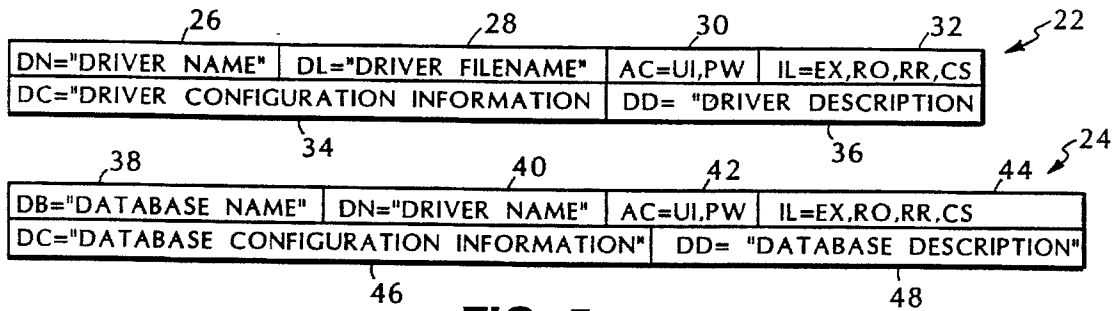 26 28 30 32 22
DN="DRIVER NAME" DL="DRIVER FILENAME" AC=UI,PW IL=EX,RO,RR,CS
DC="DRIVER CONFIGURATION INFORMATION DD= "DRIVER DESCRIPTION
34 36
38 40 42 44 24
DB="DATABASE NAME" DN="DRIVER NAME" AC=UI,PW IL=EX,RO,RR,CS
DC="DATABASE CONFIGURATION INFORMATION" DD= "DATABASE DESCRIPTION"
46 48